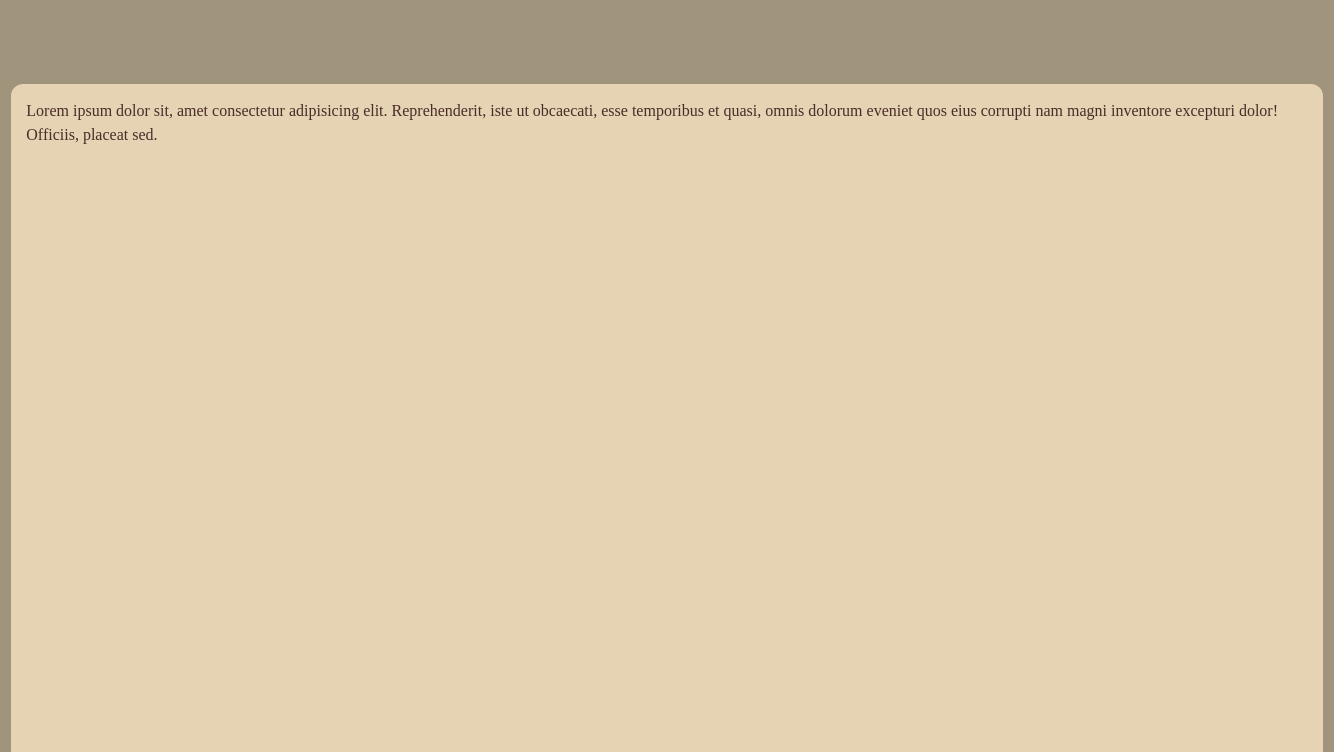 Lorem ipsum dolor sit, amet consectetur adipisicing elit. Reprehenderit, iste ut obcaecati, esse temporibus et quasi, omnis dolorum eveniet quos eius corrupti nam magni inventore excepturi dolor!
Officiis, placeat sed.